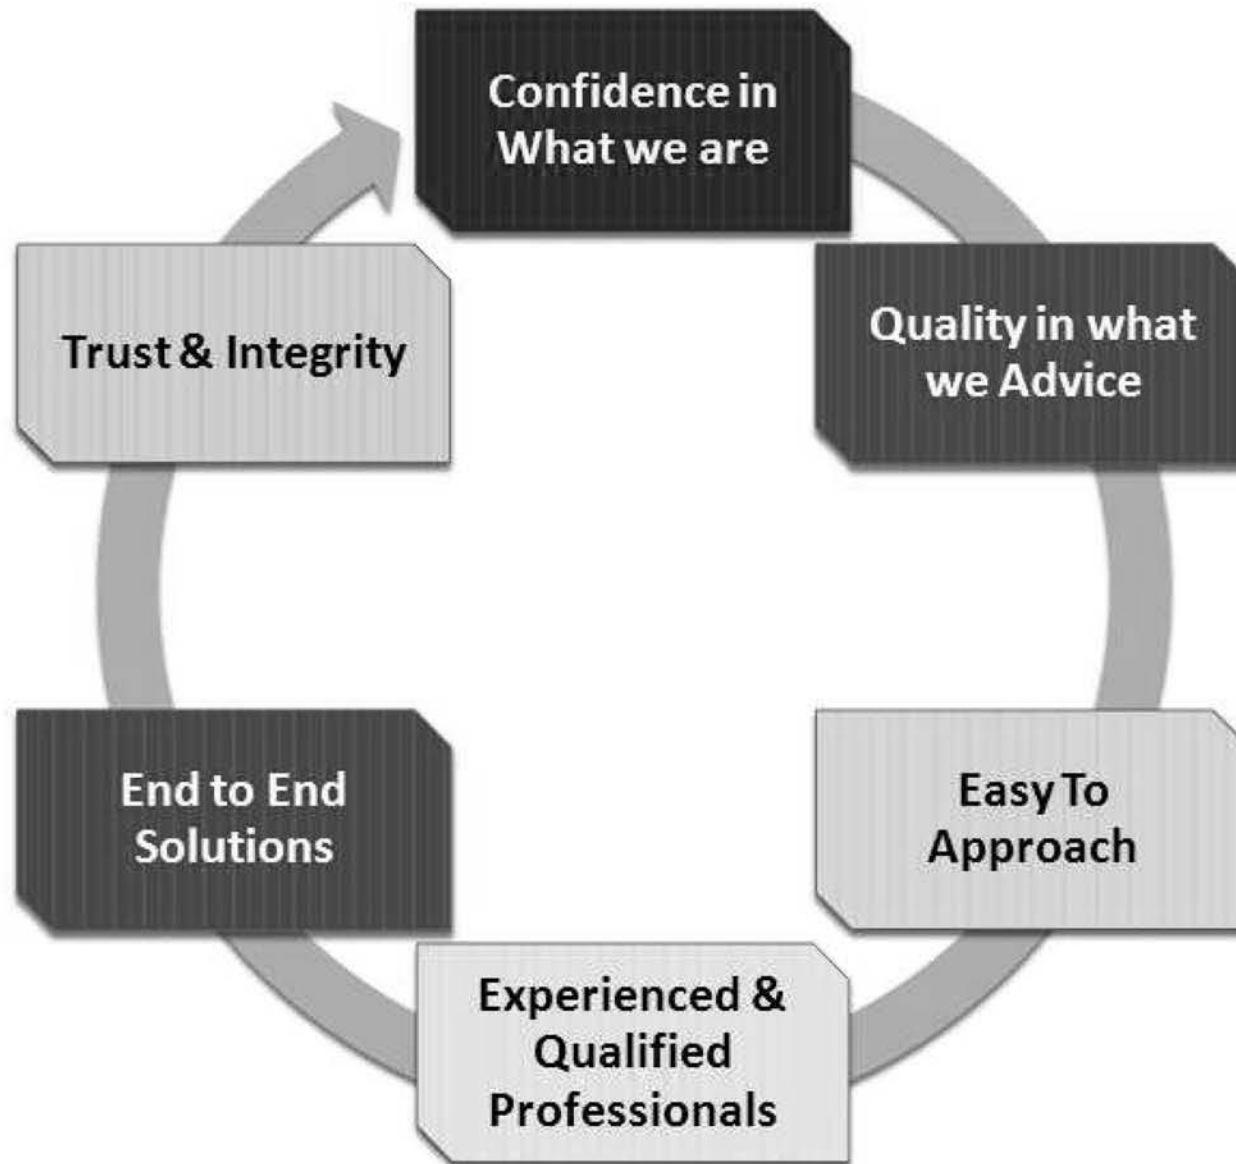 Confidence in
What we are
Quality in what
we Advice
Easy To
Approach
Experienced &
Qualified
Professionals
End to End
Solutions
Trust & Integrity